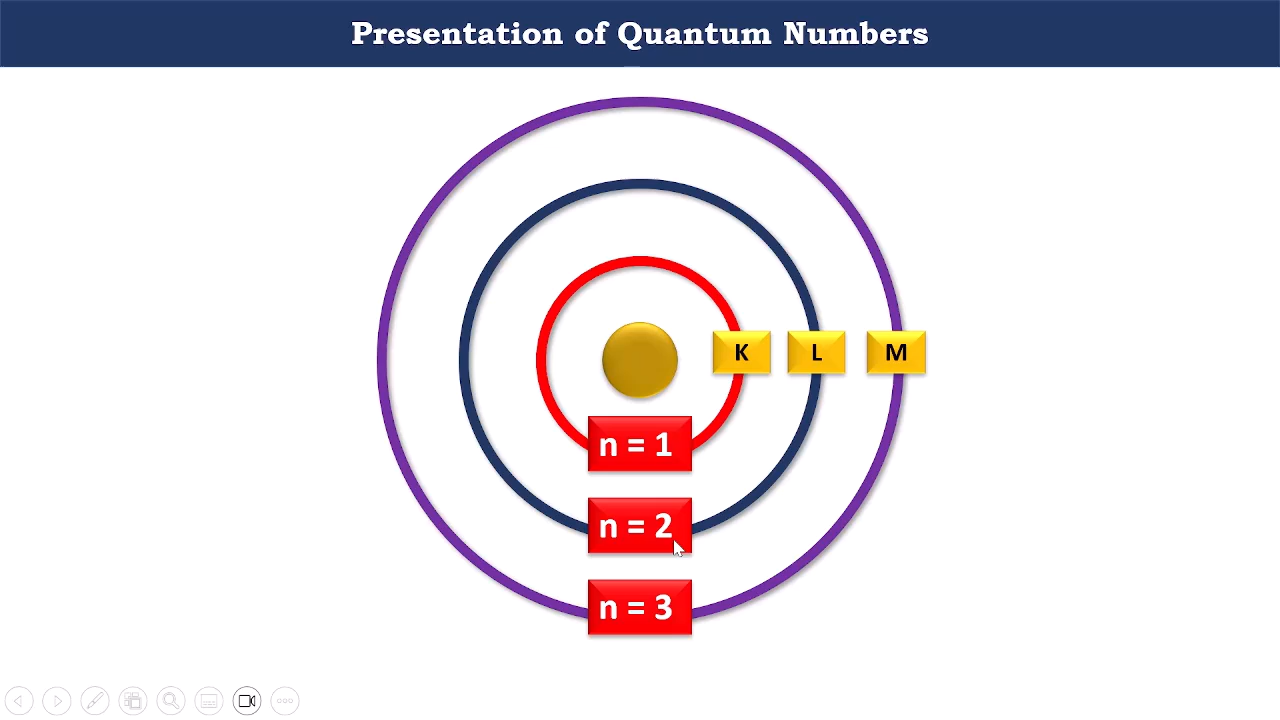 Presentation of Quantum Numbers
K
L
M
n = 1
n = 2
n = 3